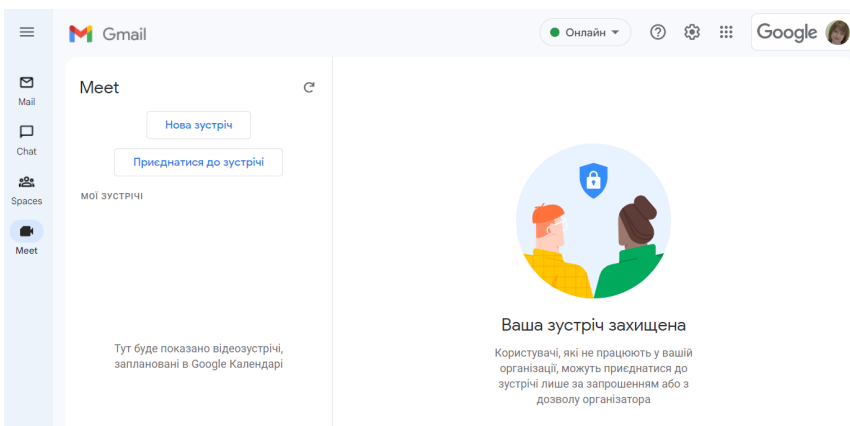 Gmail
Онлайн
Google
Mail
Chat
Spaces
Meet
Meet
Нова зустріч
Приєднатися до зустрічі
МОЇ ЗУСТРІЧІ
Тут буде показано відеозустрічі,
заплановані в Google Календарі
Ваша зустріч захищена
Користувачі, які не працюють у вашій
організації, можуть приєднатися до
зустрічі лише за запрошенням або з
дозволу організатора